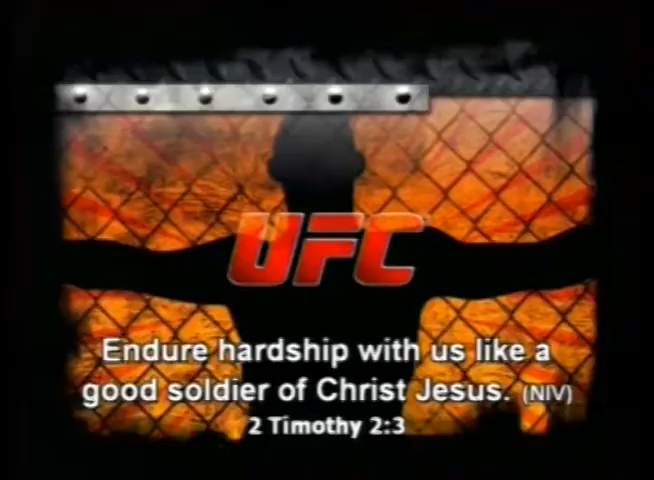 UFC
Endure hardship with us like a
good soldier of Christ Jesus. (NIV)
2 Timothy 2:3